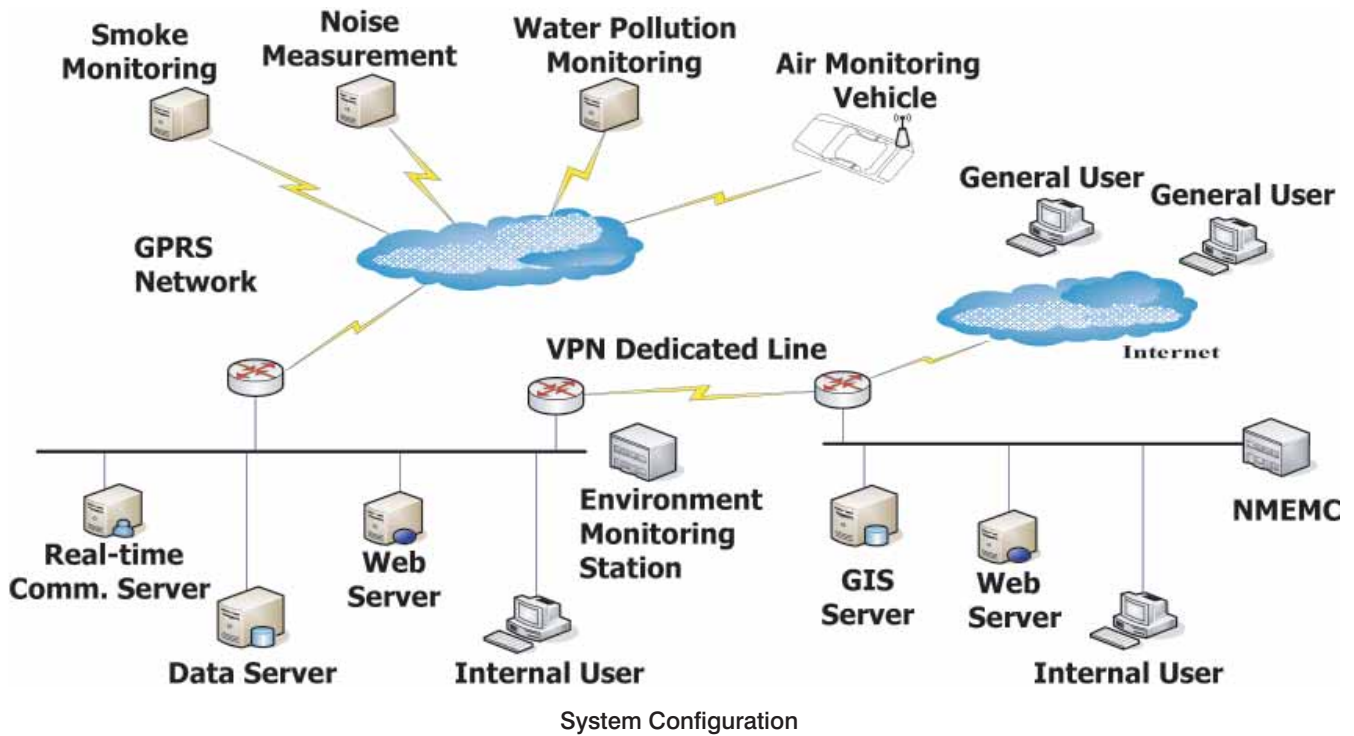 Smoke
Monitoring
Noise
Measurement
Water Pollution
Monitoring
Air Monitoring
Vehicle
General User
General User
GPRS
Network
Internet
VPN Dedicated Line
Environment
Monitoring
Station
NMEMC
Real-time
Comm. Server
Web
Server
GIS
Server
Web
Server
Data Server
Internal User
Internal User
System Configuration